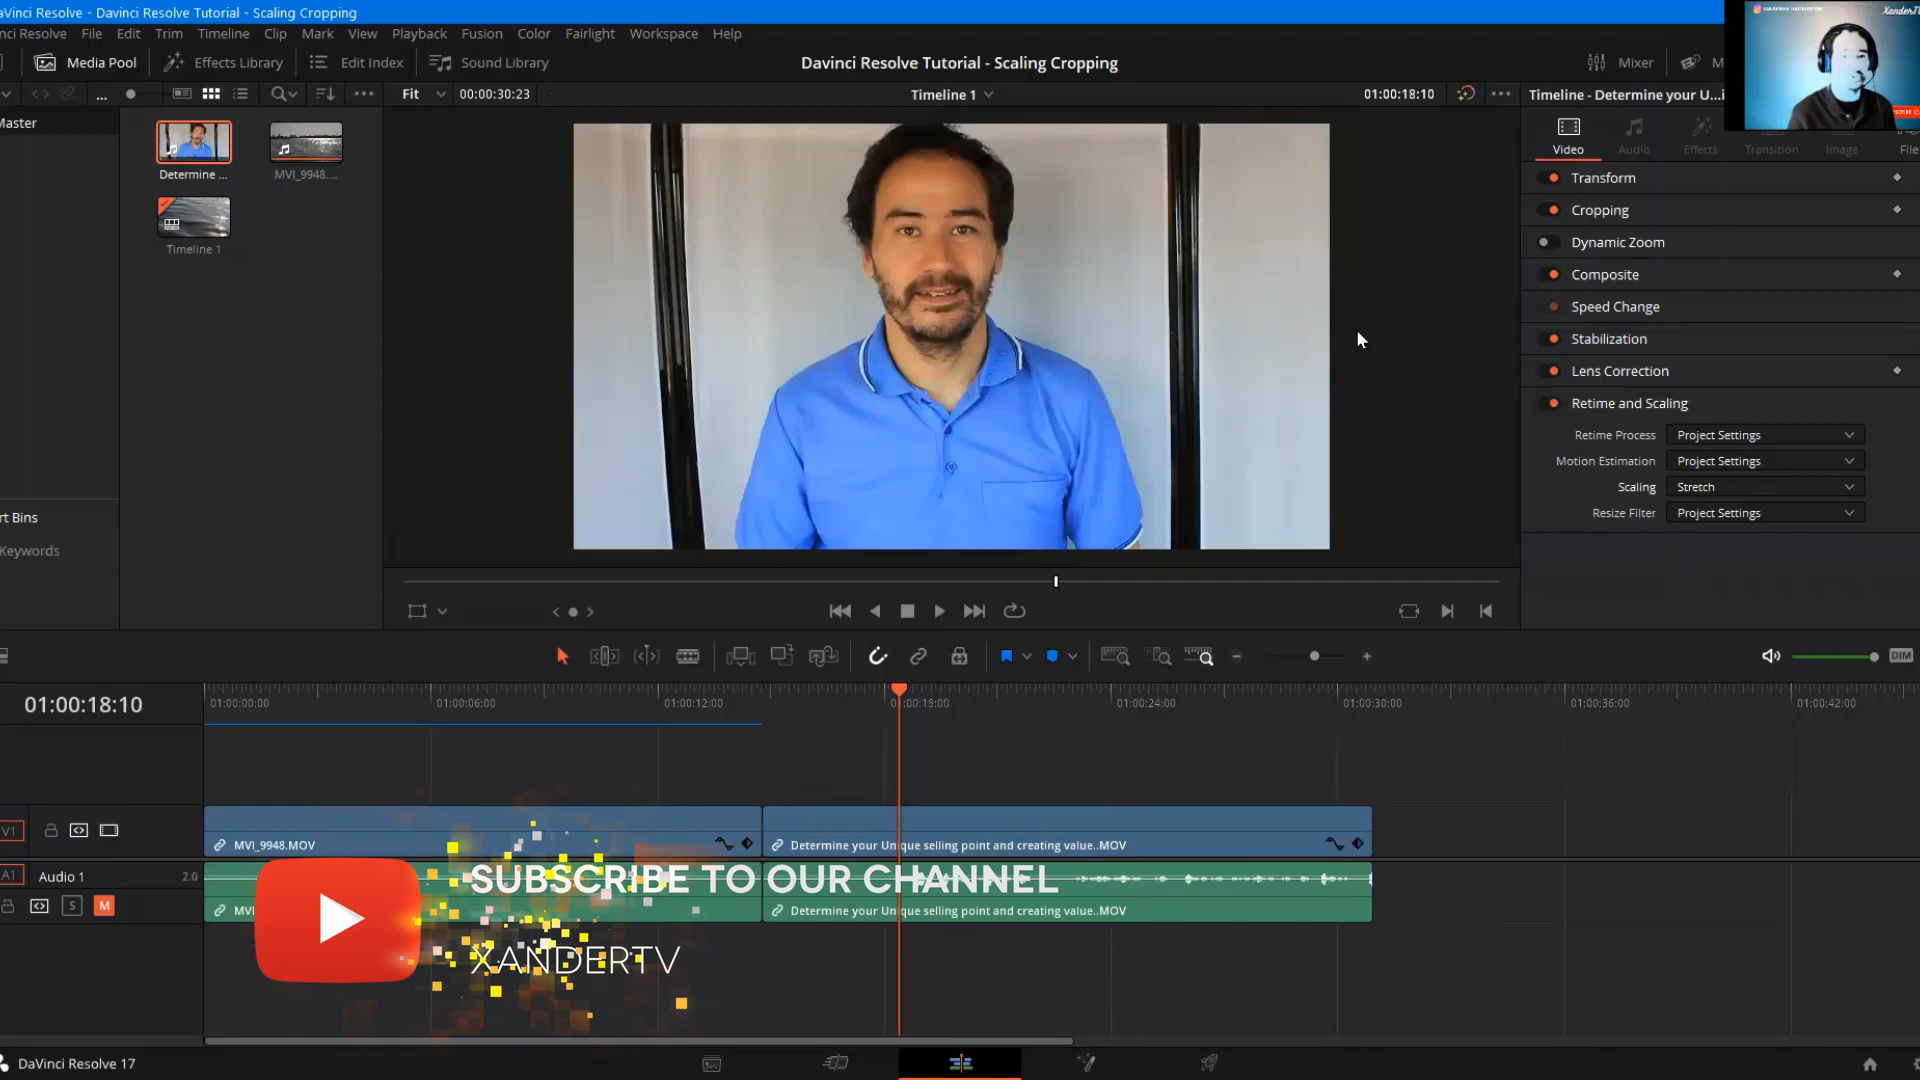 aVinci Resolve - Davinci Resolve Tutorial - Scaling Cropping
nci Resolve File Edit Trim Timeline Clip Mark View Playback Fusion Color Fairlight Workspace Help
Media Pool Effects Library Edit Index Sound Library Davinci Resolve Tutorial - Scaling Cropping Mixer M
... Fit 00:00:30:23 Timeline 1 01:00:18:10 Timeline - Determine your U...i
Master
Determine ...
MVI_9948....
Timeline 1
rt Bins
Keywords
Video Audio Effects Transition Image File
Transform
Cropping
Dynamic Zoom
Composite
Speed Change
Stabilization
Lens Correction
Retime and Scaling
Retime Process Project Settings
Motion Estimation Project Settings
Scaling Stretch
Resize Filter Project Settings
DIM
01:00:18:10
01:00:00:00 01:00:06:00 01:00:12:00 01:00:18:00 01:00:24:00 01:00:30:00 01:00:36:00 01:00:42:00
V1
MVI_9948.MOV
Determine your Unique selling point and creating value..MOV
A1 Audio 1 2.0
S M
MVI
Determine your Unique selling point and creating value..MOV
SUBSCRIBE TO OUR CHANNEL
XANDERTV
DaVinci Resolve 17